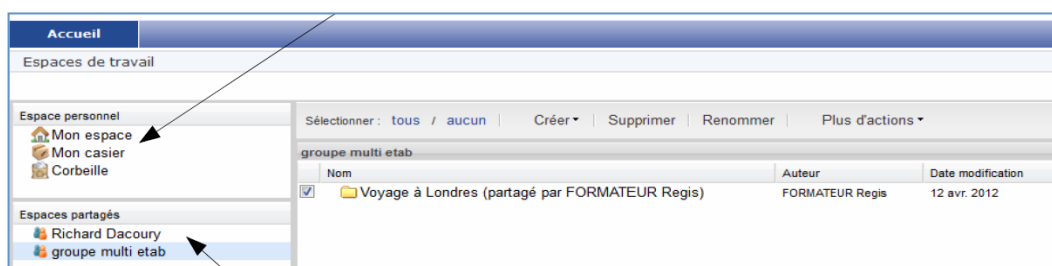 Accueil
Espaces de travail
Espace personnel
Mon espace
Mon casier
Corbeille
Espaces partagés
Richard Dacoury
groupe multi etab
Sélectionner : tous / aucun | Créer | Supprimer | Renommer | Plus d'actions
groupe multi etab
Nom Auteur Date modification
Voyage à Londres (partagé par FORMATEUR Regis) FORMATEUR Regis 12 avr. 2012